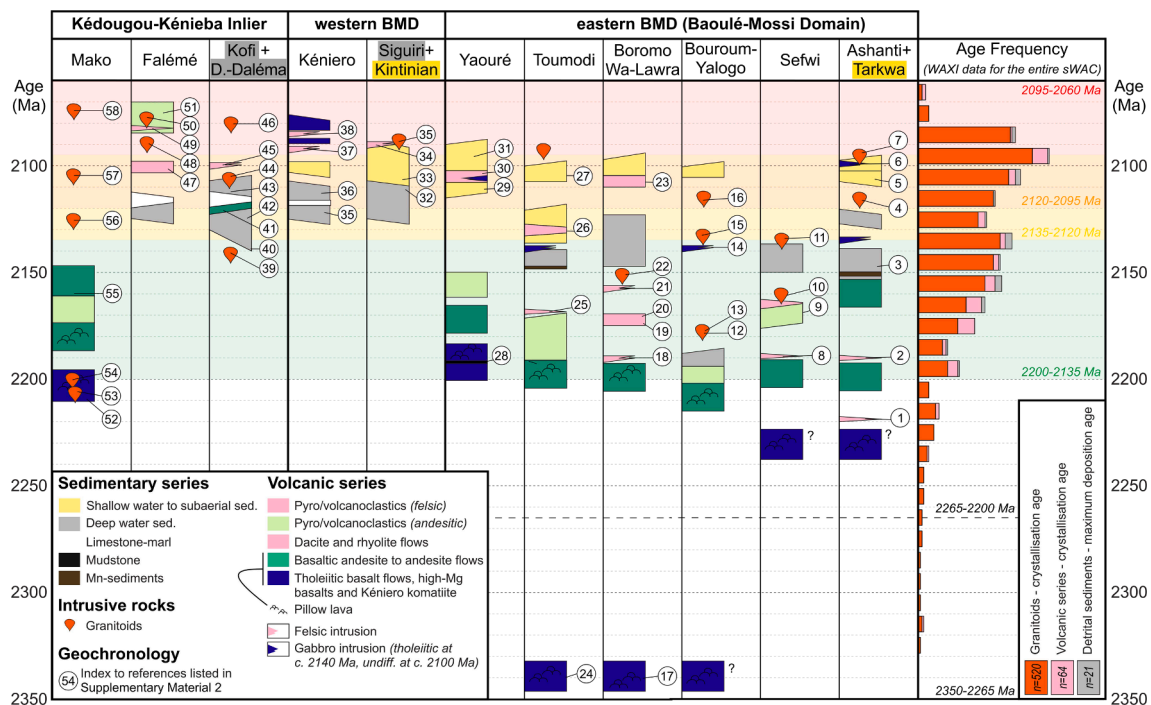 Kédougou-Kénieba Inlier
western BMD
eastern BMD (Baoulé-Mossi Domain)
Mako
Falémé
Kofi +
D.-Daléma
Kéniero
Siguiri+
Kintinian
Yaouré
Toumodi
Boromo
Wa-Lawra
Bouroum-
Yalogo
Sefwi
Ashanti+
Tarkwa
Age Frequency
(WAXI data for the entire sWAC)
Age
(Ma)
2100
2150
2200
2250
2300
2350
Age
(Ma)
2100
2150
2200
2250
2300
2350
58
57
56
55
54
53
52
51
50
49
48
47
46
45
44
43
42
41
40
39
38
37
36
35
35
34
33
32
31
30
29
28
27
26
25
24
23
22
21
20
19
18
17
16
15
14
13
12
?
11
10
9
8
?
7
6
5
4
3
2
1
?
2095-2060 Ma
2120-2095 Ma
2135-2120 Ma
2200-2135 Ma
2265-2200 Ma
2350-2265 Ma
Sedimentary series
Shallow water to subaerial sed.
Deep water sed.
Limestone-marl
Mudstone
Mn-sediments
Intrusive rocks
Granitoids
Geochronology
54 Index to references listed in
Supplementary Material 2
Volcanic series
Pyro/volcanoclastics (felsic)
Pyro/volcanoclastics (andesitic)
Dacite and rhyolite flows
Basaltic andesite to andesite flows
Tholeiitic basalt flows, high-Mg
basalts and Kéniero komatiite
Pillow lava
Felsic intrusion
Gabbro intrusion (tholeiitic at
c. 2140 Ma, undiff. at c. 2100 Ma)
n=520 Granitoids - crystallisation age
n=64 Volcanic series - crystallisation age
n=21 Detrital sediments - maximum deposition age